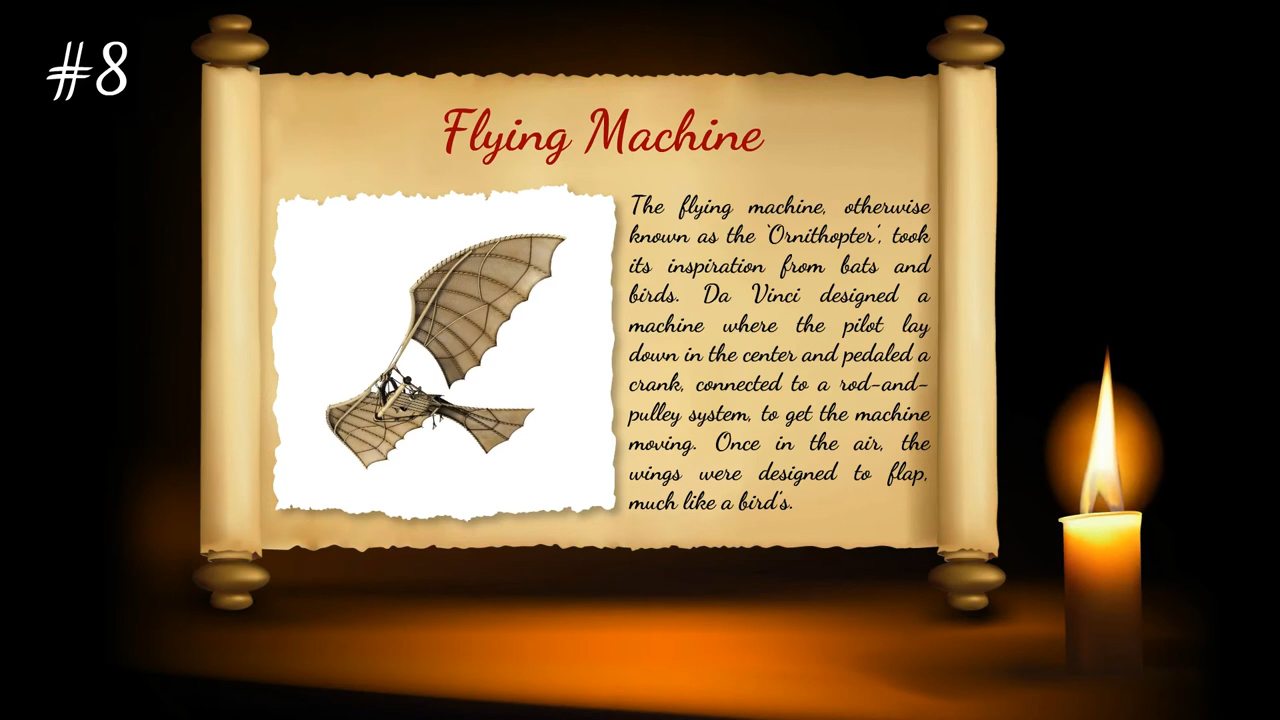 #8
Flying Machine
The flying machine, otherwise
known as the ‘Ornithopter’, took
its inspiration from bats and
birds. Da Vinci designed a
machine where the pilot lay
down in the center and pedaled a
crank, connected to a rod-and-
pulley system, to get the machine
moving. Once in the air, the
wings were designed to flap,
much like a bird’s.